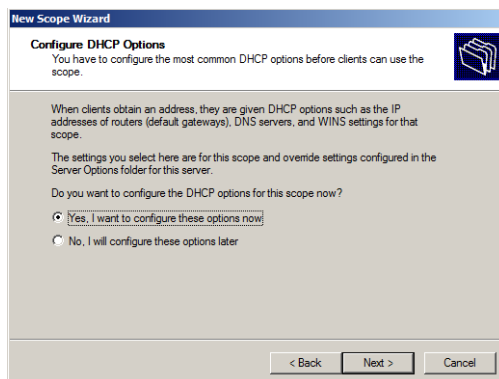 New Scope Wizard
Configure DHCP Options
You have to configure the most common DHCP options before clients can use the
scope.
When clients obtain an address, they are given DHCP options such as the IP
addresses of routers (default gateways), DNS servers, and WINS settings for that
scope.
The settings you select here are for this scope and override settings configured in the
Server Options folder for this server.
Do you want to configure the DHCP options for this scope now?
Yes, I want to configure these options now
No, I will configure these options later
< Back
Next >
Cancel